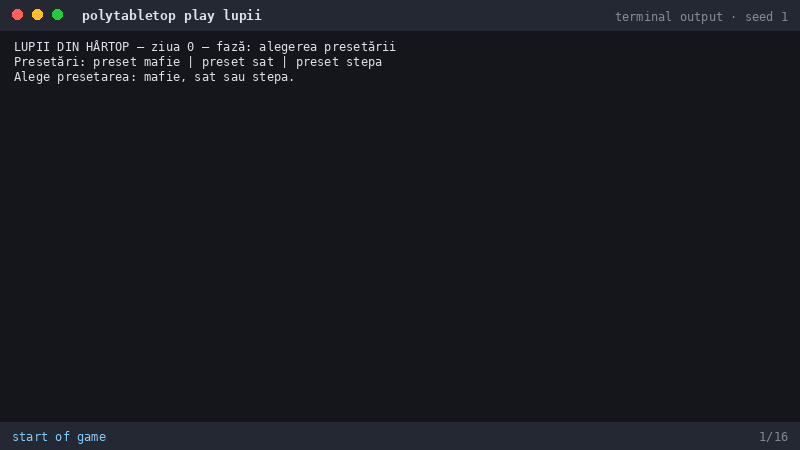 polytabletop play lupii
terminal output · seed 1
LUPII DIN HÂRTOP — ziua 0 — fază: alegerea presetării
Presetări: preset mafie | preset sat | preset stepa
Alege presetarea: mafie, sat sau stepa.
start of game
1/16